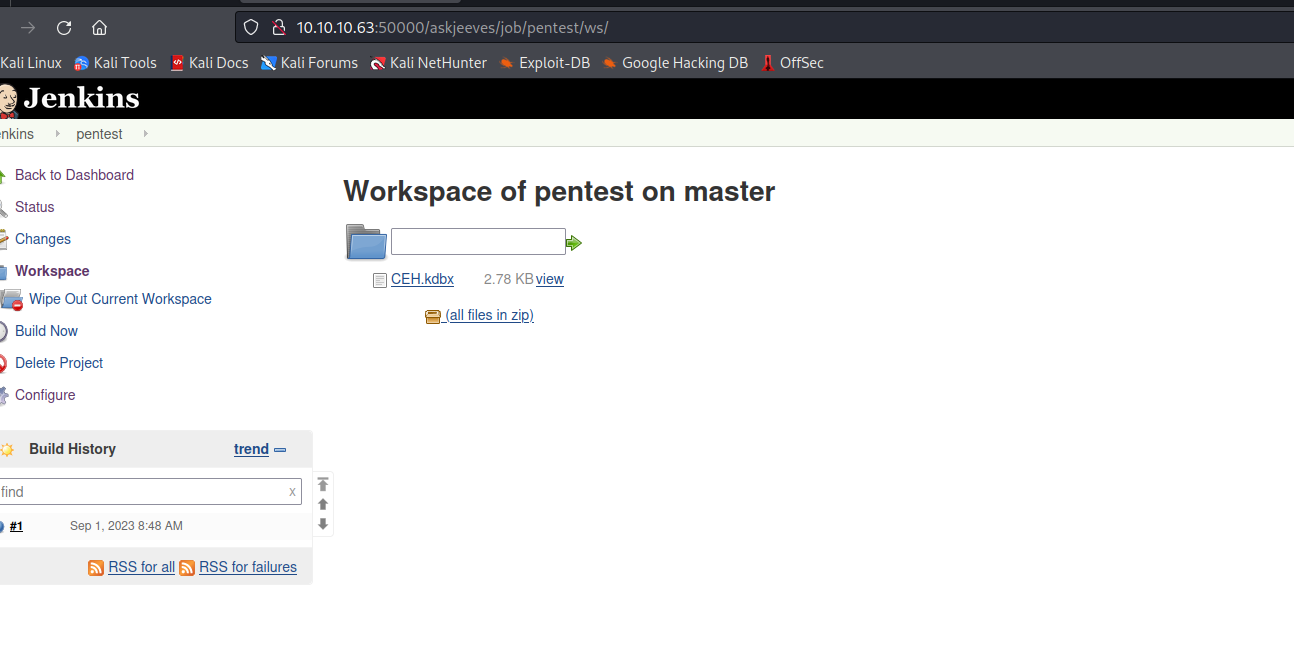 10.10.10.63:50000/askjeeves/job/pentest/ws/
Kali Linux Kali Tools Kali Docs Kali Forums Kali NetHunter Exploit-DB Google Hacking DB OffSec
Jenkins
enkins pentest
Back to Dashboard
Status
Changes
Workspace
Wipe Out Current Workspace
Build Now
Delete Project
Configure
Build History trend
find x
#1 Sep 1, 2023 8:48 AM
RSS for all RSS for failures
Workspace of pentest on master
CEH.kdbx 2.78 KB view
(all files in zip)